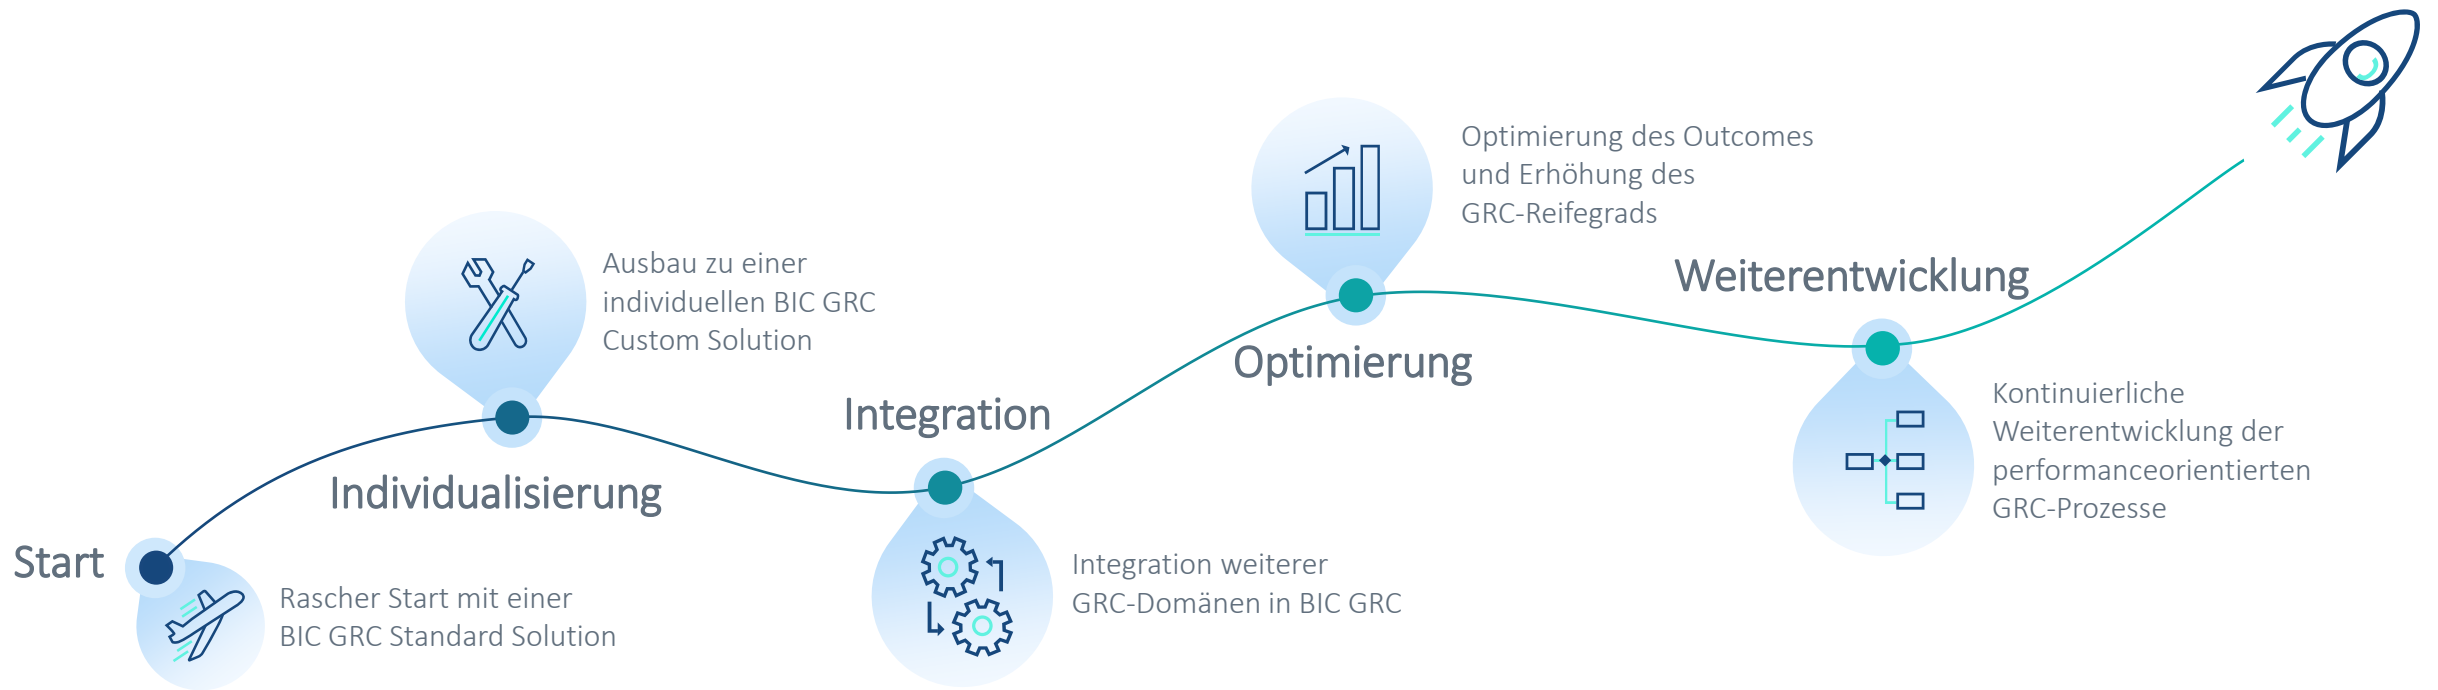 Start
Rascher Start mit einer
BIC GRC Standard Solution
Individualisierung
Ausbau zu einer
individuellen BIC GRC
Custom Solution
Integration
Integration weiterer
GRC-Domänen in BIC GRC
Optimierung
Optimierung des Outcomes
und Erhöhung des
GRC-Reifegrads
Weiterentwicklung
Kontinuierliche
Weiterentwicklung der
performanceorientierten
GRC-Prozesse